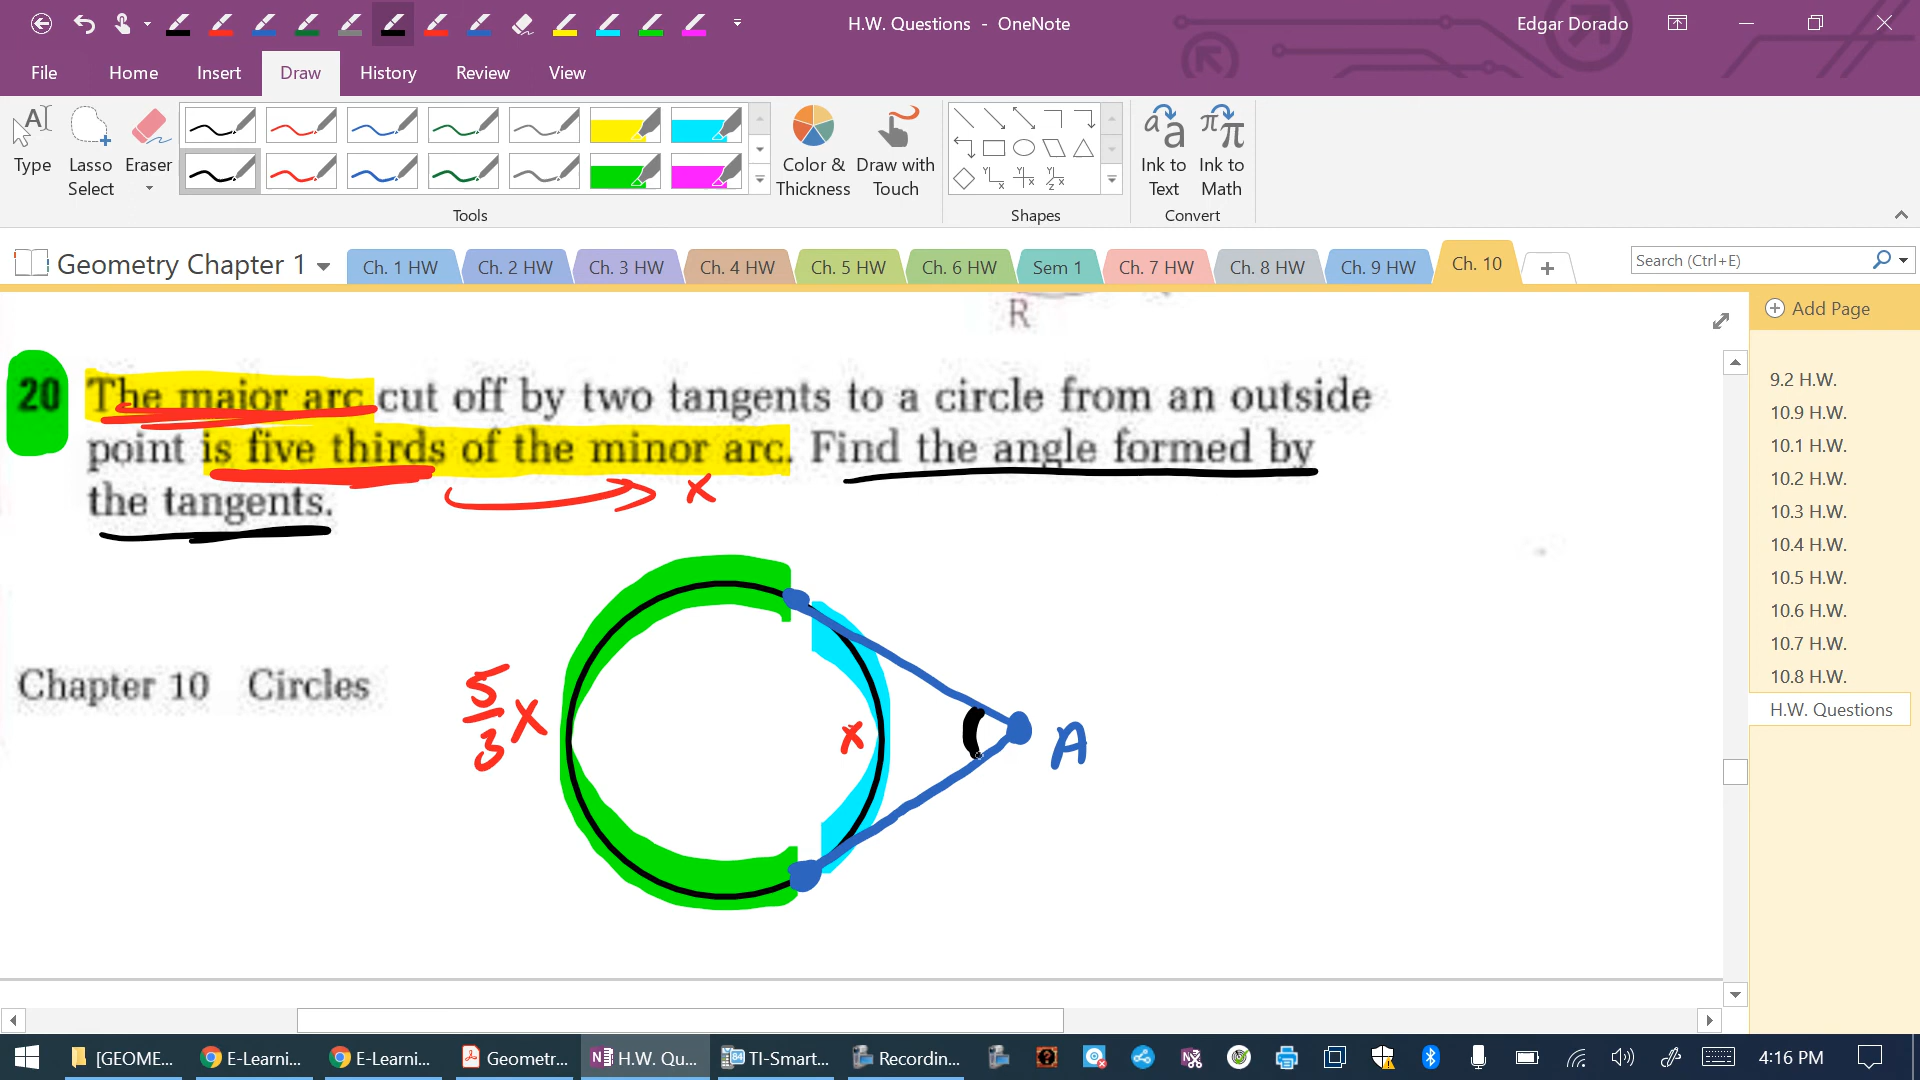 H.W. Questions - OneNote
Edgar Dorado
File Home Insert Draw History Review View
Type
Lasso Select
Eraser
Color & Thickness
Draw with Touch
Ink to Text
Ink to Math
Tools
Shapes
Convert
Geometry Chapter 1
Ch. 1 HW Ch. 2 HW Ch. 3 HW Ch. 4 HW Ch. 5 HW Ch. 6 HW Sem 1 Ch. 7 HW Ch. 8 HW Ch. 9 HW Ch. 10
Search (Ctrl+E)
Add Page
9.2 H.W.
10.9 H.W.
10.1 H.W.
10.2 H.W.
10.3 H.W.
10.4 H.W.
10.5 H.W.
10.6 H.W.
10.7 H.W.
10.8 H.W.
H.W. Questions
R
20 The major arc cut off by two tangents to a circle from an outside
point is five thirds of the minor arc. Find the angle formed by
the tangents.
x
5/3 x
x
A
Chapter 10 Circles
[GEOME... E-Learni... E-Learni... Geometr... H.W. Qu... TI-Smart... Recordin... 4:16 PM